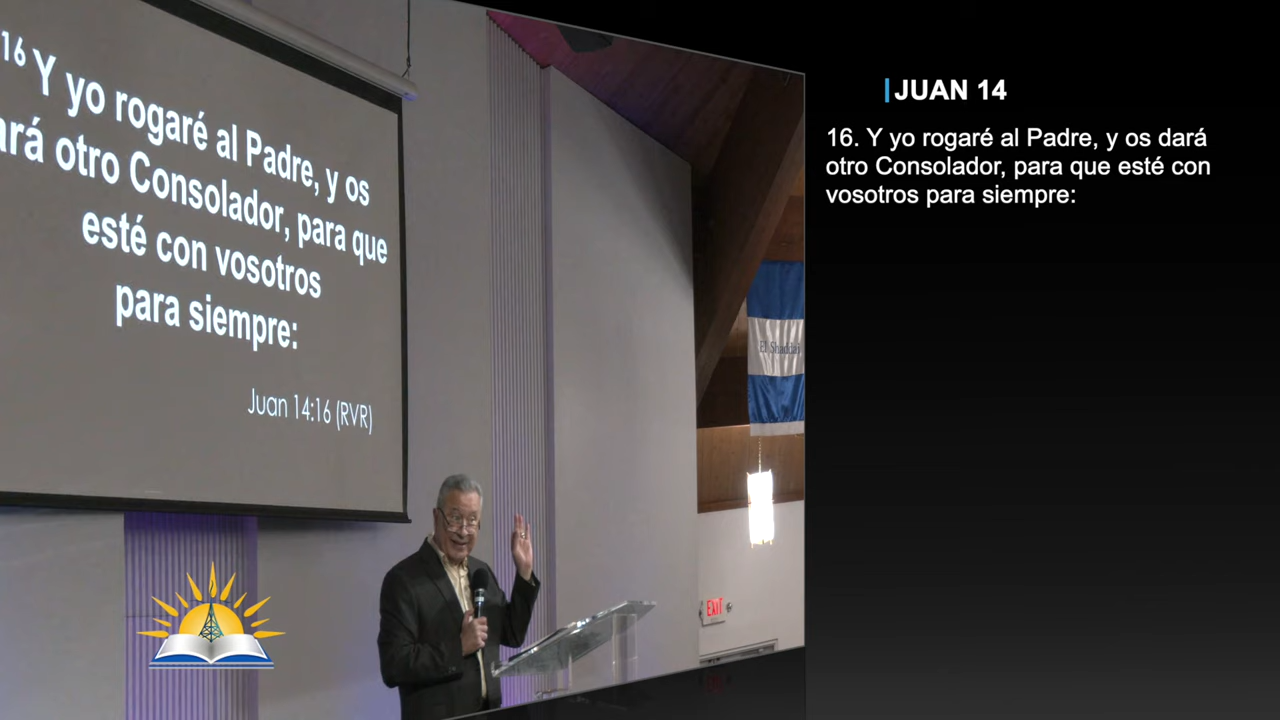 16 Y yo rogaré al Padre, y os
ará otro Consolador, para que
esté con vosotros
para siempre:
Juan 14:16 (RVR)
El Shaddai
EXIT
JUAN 14
16. Y yo rogaré al Padre, y os dará
otro Consolador, para que esté con
vosotros para siempre: